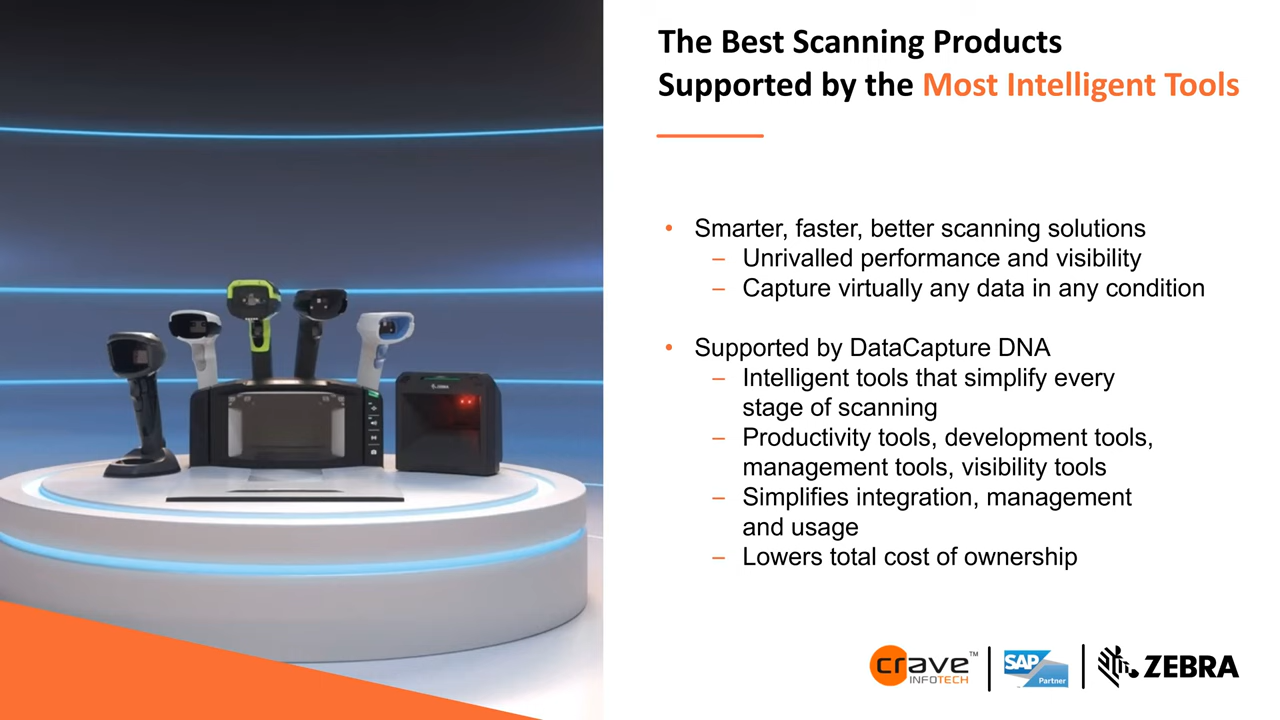 The Best Scanning Products
Supported by the Most Intelligent Tools
• Smarter, faster, better scanning solutions
– Unrivalled performance and visibility
– Capture virtually any data in any condition
• Supported by DataCapture DNA
– Intelligent tools that simplify every
stage of scanning
– Productivity tools, development tools,
management tools, visibility tools
– Simplifies integration, management
and usage
– Lowers total cost of ownership
ZEBRA
crave™
INFOTECH
SAP
Partner
ZEBRA